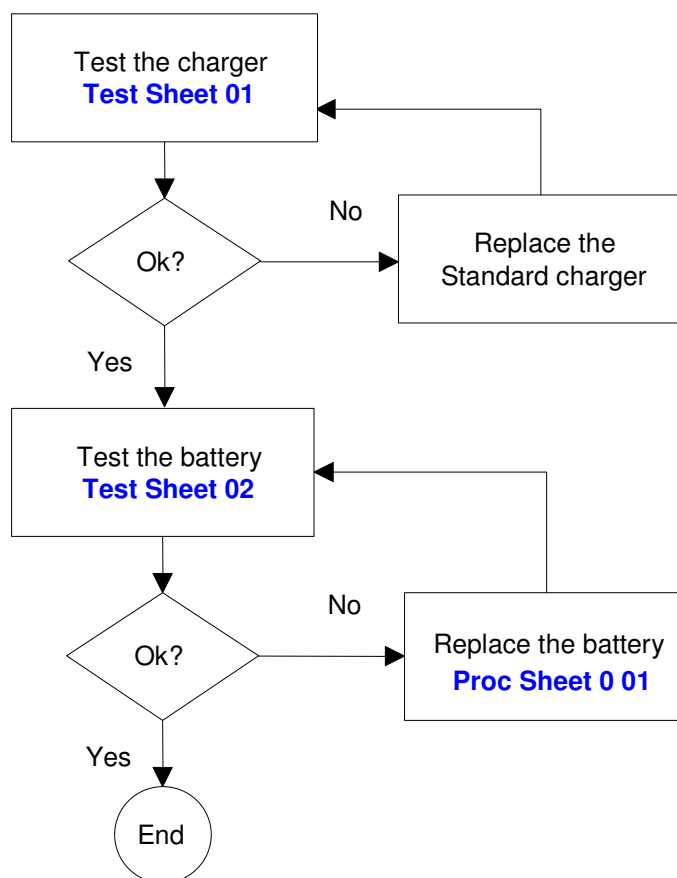 Test the charger
Test Sheet 01
No
Ok?
Replace the
Standard charger
Yes
Test the battery
Test Sheet 02
No
Ok?
Replace the battery
Proc Sheet 0 01
Yes
End